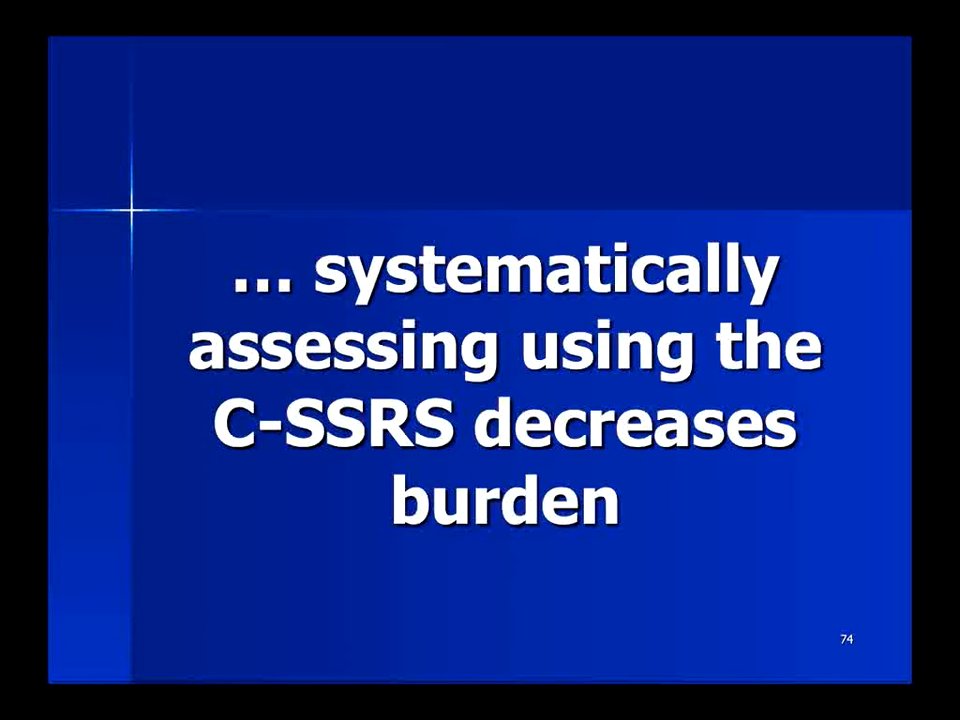 … systematically
assessing using the
C-SSRS decreases
burden
74